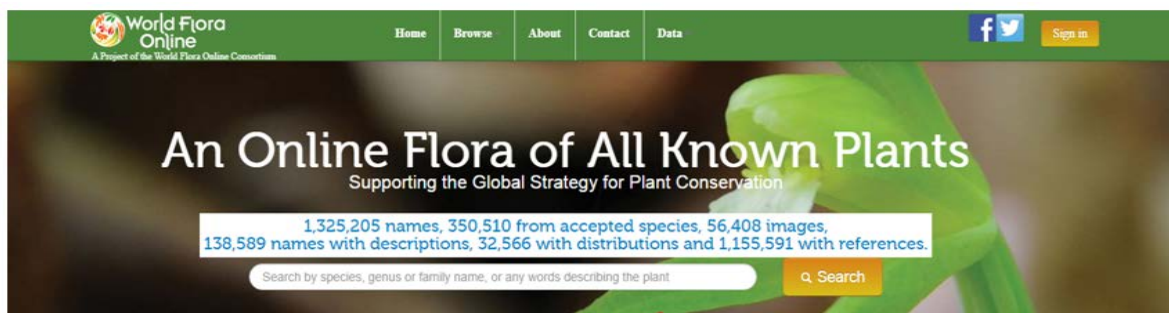 World Flora
Online
A Project of the World Flora Online Consortium
Home
Browse
About
Contact
Data
f
Sign in
An Online Flora of All Known Plants
Supporting the Global Strategy for Plant Conservation
1,325,205 names, 350,510 from accepted species, 56,408 images,
138,589 names with descriptions, 32,566 with distributions and 1,155,591 with references.
Search by species, genus or family name, or any words describing the plant
Search